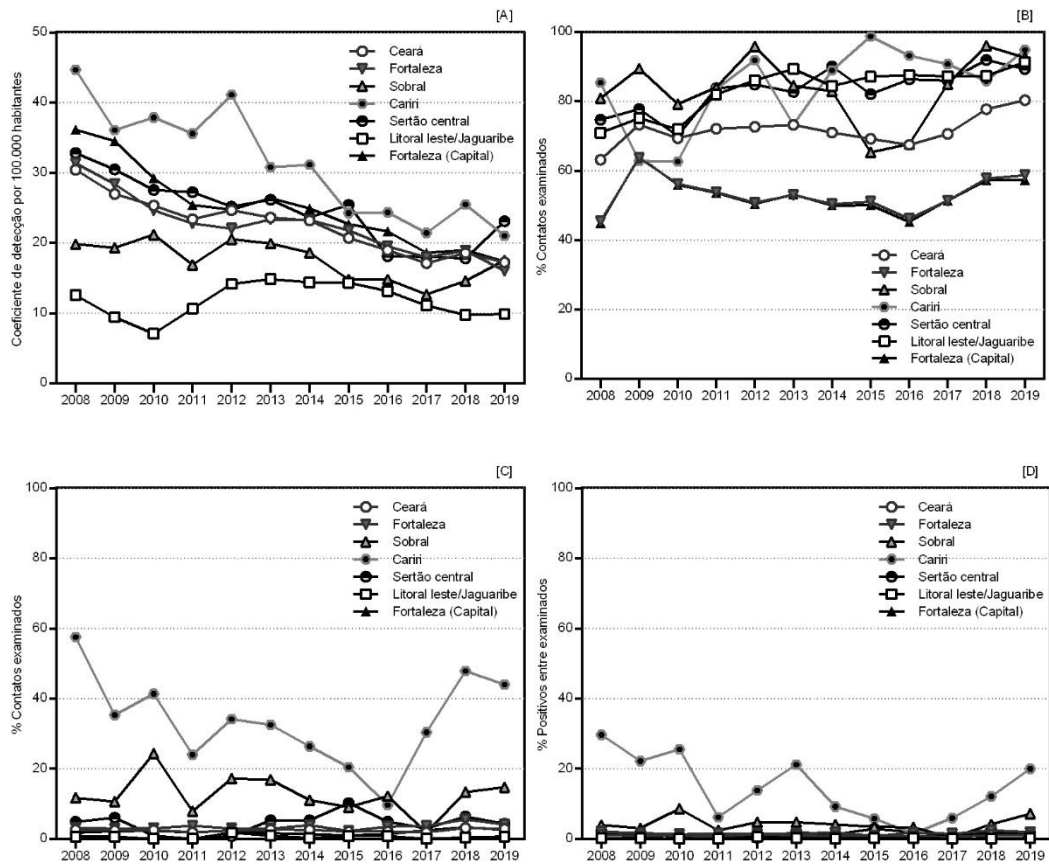 [A]
Coeficiente de detecção por 100.000 habitantes
50
40
30
20
10
0
Ceará
Fortaleza
Sobral
Cariri
Sertão central
Litoral leste/Jaguaribe
Fortaleza (Capital)
2008 2009 2010 2011 2012 2013 2014 2015 2016 2017 2018 2019
[B]
% Contatos examinados
100
80
60
40
20
0
Ceará
Fortaleza
Sobral
Cariri
Sertão central
Litoral leste/Jaguaribe
Fortaleza (Capital)
2008 2009 2010 2011 2012 2013 2014 2015 2016 2017 2018 2019
[C]
% Contatos examinados
100
80
60
40
20
0
Ceará
Fortaleza
Sobral
Cariri
Sertão central
Litoral leste/Jaguaribe
Fortaleza (Capital)
2008 2009 2010 2011 2012 2013 2014 2015 2016 2017 2018 2019
[D]
% Positivos entre examinados
100
80
60
40
20
0
Ceará
Fortaleza
Sobral
Cariri
Sertão central
Litoral leste/Jaguaribe
Fortaleza (Capital)
2008 2009 2010 2011 2012 2013 2014 2015 2016 2017 2018 2019